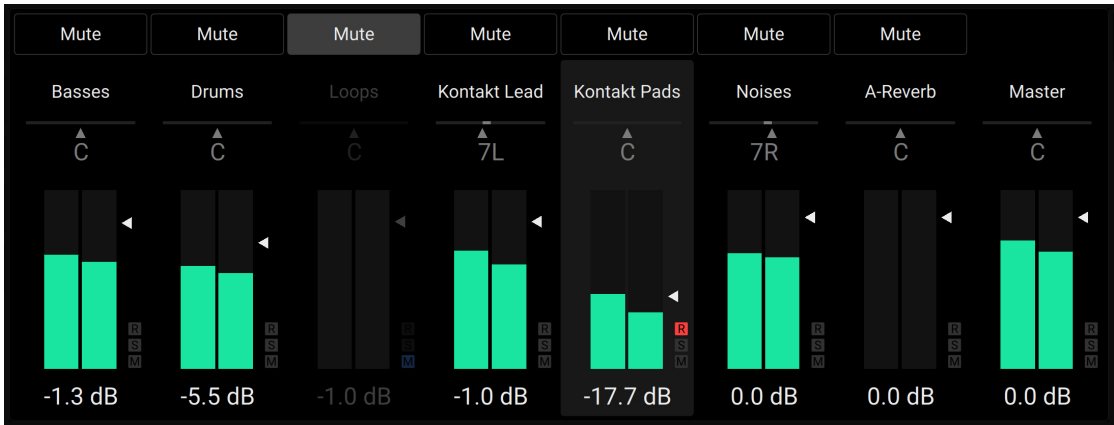 Mute Mute Mute Mute Mute Mute Mute
Basses Drums Loops Kontakt Lead Kontakt Pads Noises A-Reverb Master
C C C 7L C 7R C C
R R R R R R R R
S S S S S S S S
M M M M M M M M
-1.3 dB -5.5 dB -1.0 dB -1.0 dB -17.7 dB 0.0 dB 0.0 dB 0.0 dB